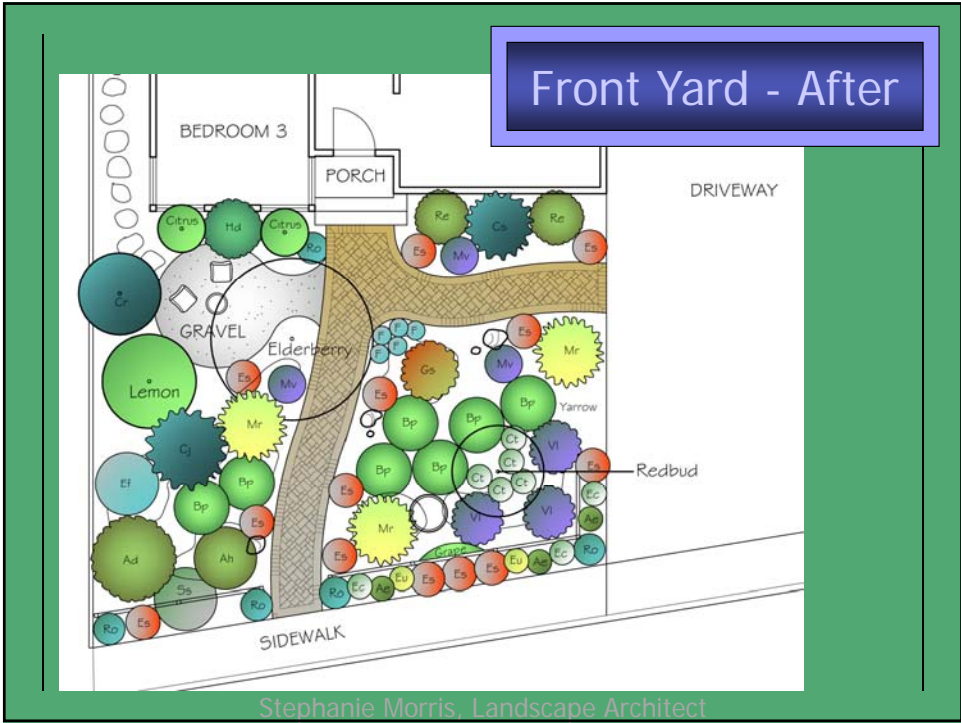 Front Yard - After
BEDROOM 3
PORCH
DRIVEWAY
Citrus
Hd
Citrus
Ro
Re
Cs
Re
Es
Mv
Es
Cr
GRAVEL
Elderberry
F
F
F
F
F
Es
Mr
Lemon
Es
Mv
Gs
Mv
Es
Bp
Yarrow
Mr
Bp
Bp
Cj
Ct
Vl
Ct
Ef
Bp
Bp
Bp
Ct
Ct
Ct
Redbud
Es
Bp
Es
Ec
Es
Mr
Vl
Vl
Ae
Ad
Ah
Es
Grape
Ss
Ro
Ec
Ae
Eu
Es
Es
Es
Eu
Ae
Ec
Ro
Ro
Ro
Es
SIDEWALK
Stephanie Morris, Landscape Architect